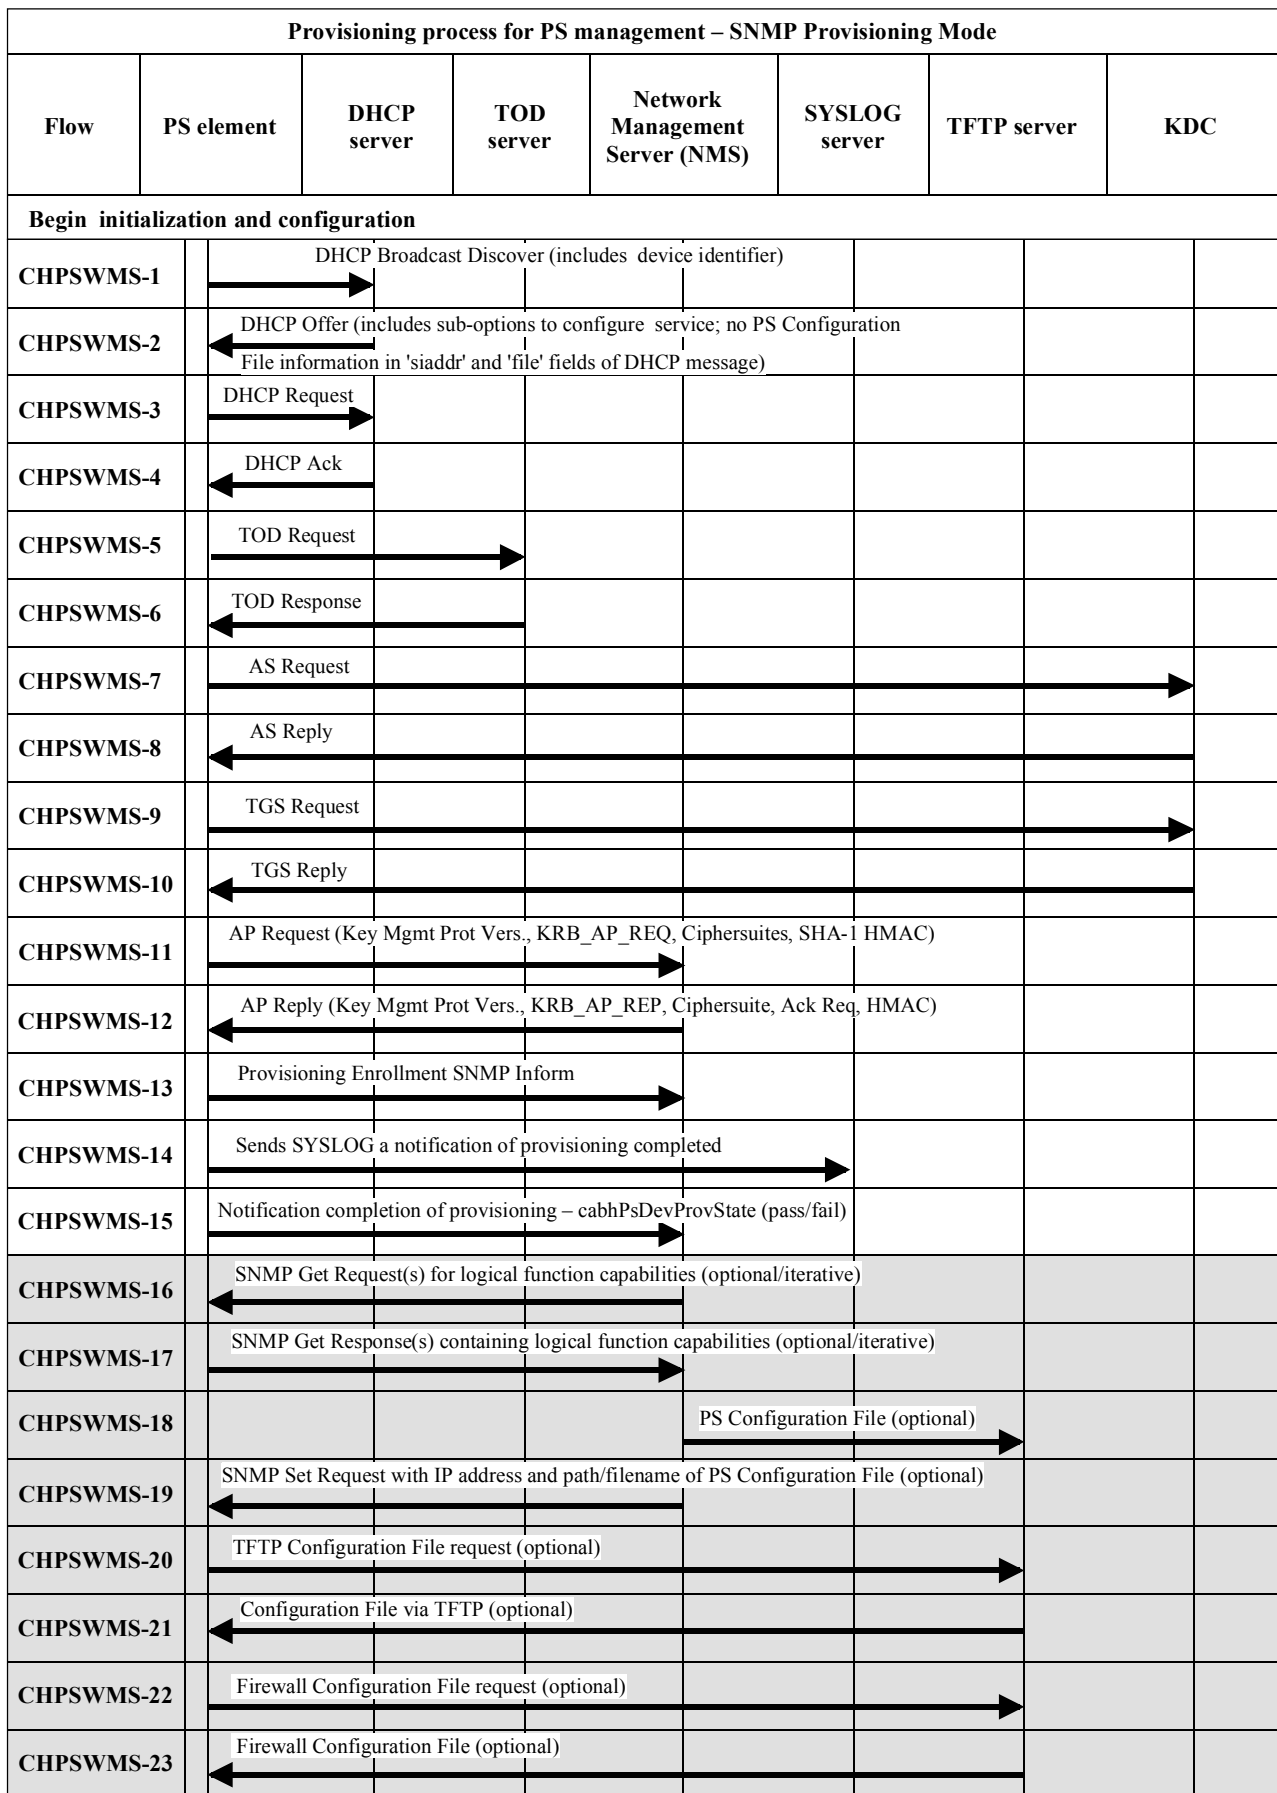 Provisioning process for PS management – SNMP Provisioning Mode
Flow
PS element
DHCP
server
TOD
server
Network
Management
Server (NMS)
SYSLOG
server
TFTP server
KDC
Begin initialization and configuration
CHPSWMS-1
DHCP Broadcast Discover (includes device identifier)
CHPSWMS-2
DHCP Offer (includes sub-options to configure service; no PS Configuration
File information in 'siaddr' and 'file' fields of DHCP message)
CHPSWMS-3
DHCP Request
CHPSWMS-4
DHCP Ack
CHPSWMS-5
TOD Request
CHPSWMS-6
TOD Response
CHPSWMS-7
AS Request
CHPSWMS-8
AS Reply
CHPSWMS-9
TGS Request
CHPSWMS-10
TGS Reply
CHPSWMS-11
AP Request (Key Mgmt Prot Vers., KRB_AP_REQ, Ciphersuites, SHA-1 HMAC)
CHPSWMS-12
AP Reply (Key Mgmt Prot Vers., KRB_AP_REP, Ciphersuite, Ack Req, HMAC)
CHPSWMS-13
Provisioning Enrollment SNMP Inform
CHPSWMS-14
Sends SYSLOG a notification of provisioning completed
CHPSWMS-15
Notification completion of provisioning – cabhPsDevProvState (pass/fail)
CHPSWMS-16
SNMP Get Request(s) for logical function capabilities (optional/iterative)
CHPSWMS-17
SNMP Get Response(s) containing logical function capabilities (optional/iterative)
CHPSWMS-18
PS Configuration File (optional)
CHPSWMS-19
SNMP Set Request with IP address and path/filename of PS Configuration File (optional)
CHPSWMS-20
TFTP Configuration File request (optional)
CHPSWMS-21
Configuration File via TFTP (optional)
CHPSWMS-22
Firewall Configuration File request (optional)
CHPSWMS-23
Firewall Configuration File (optional)